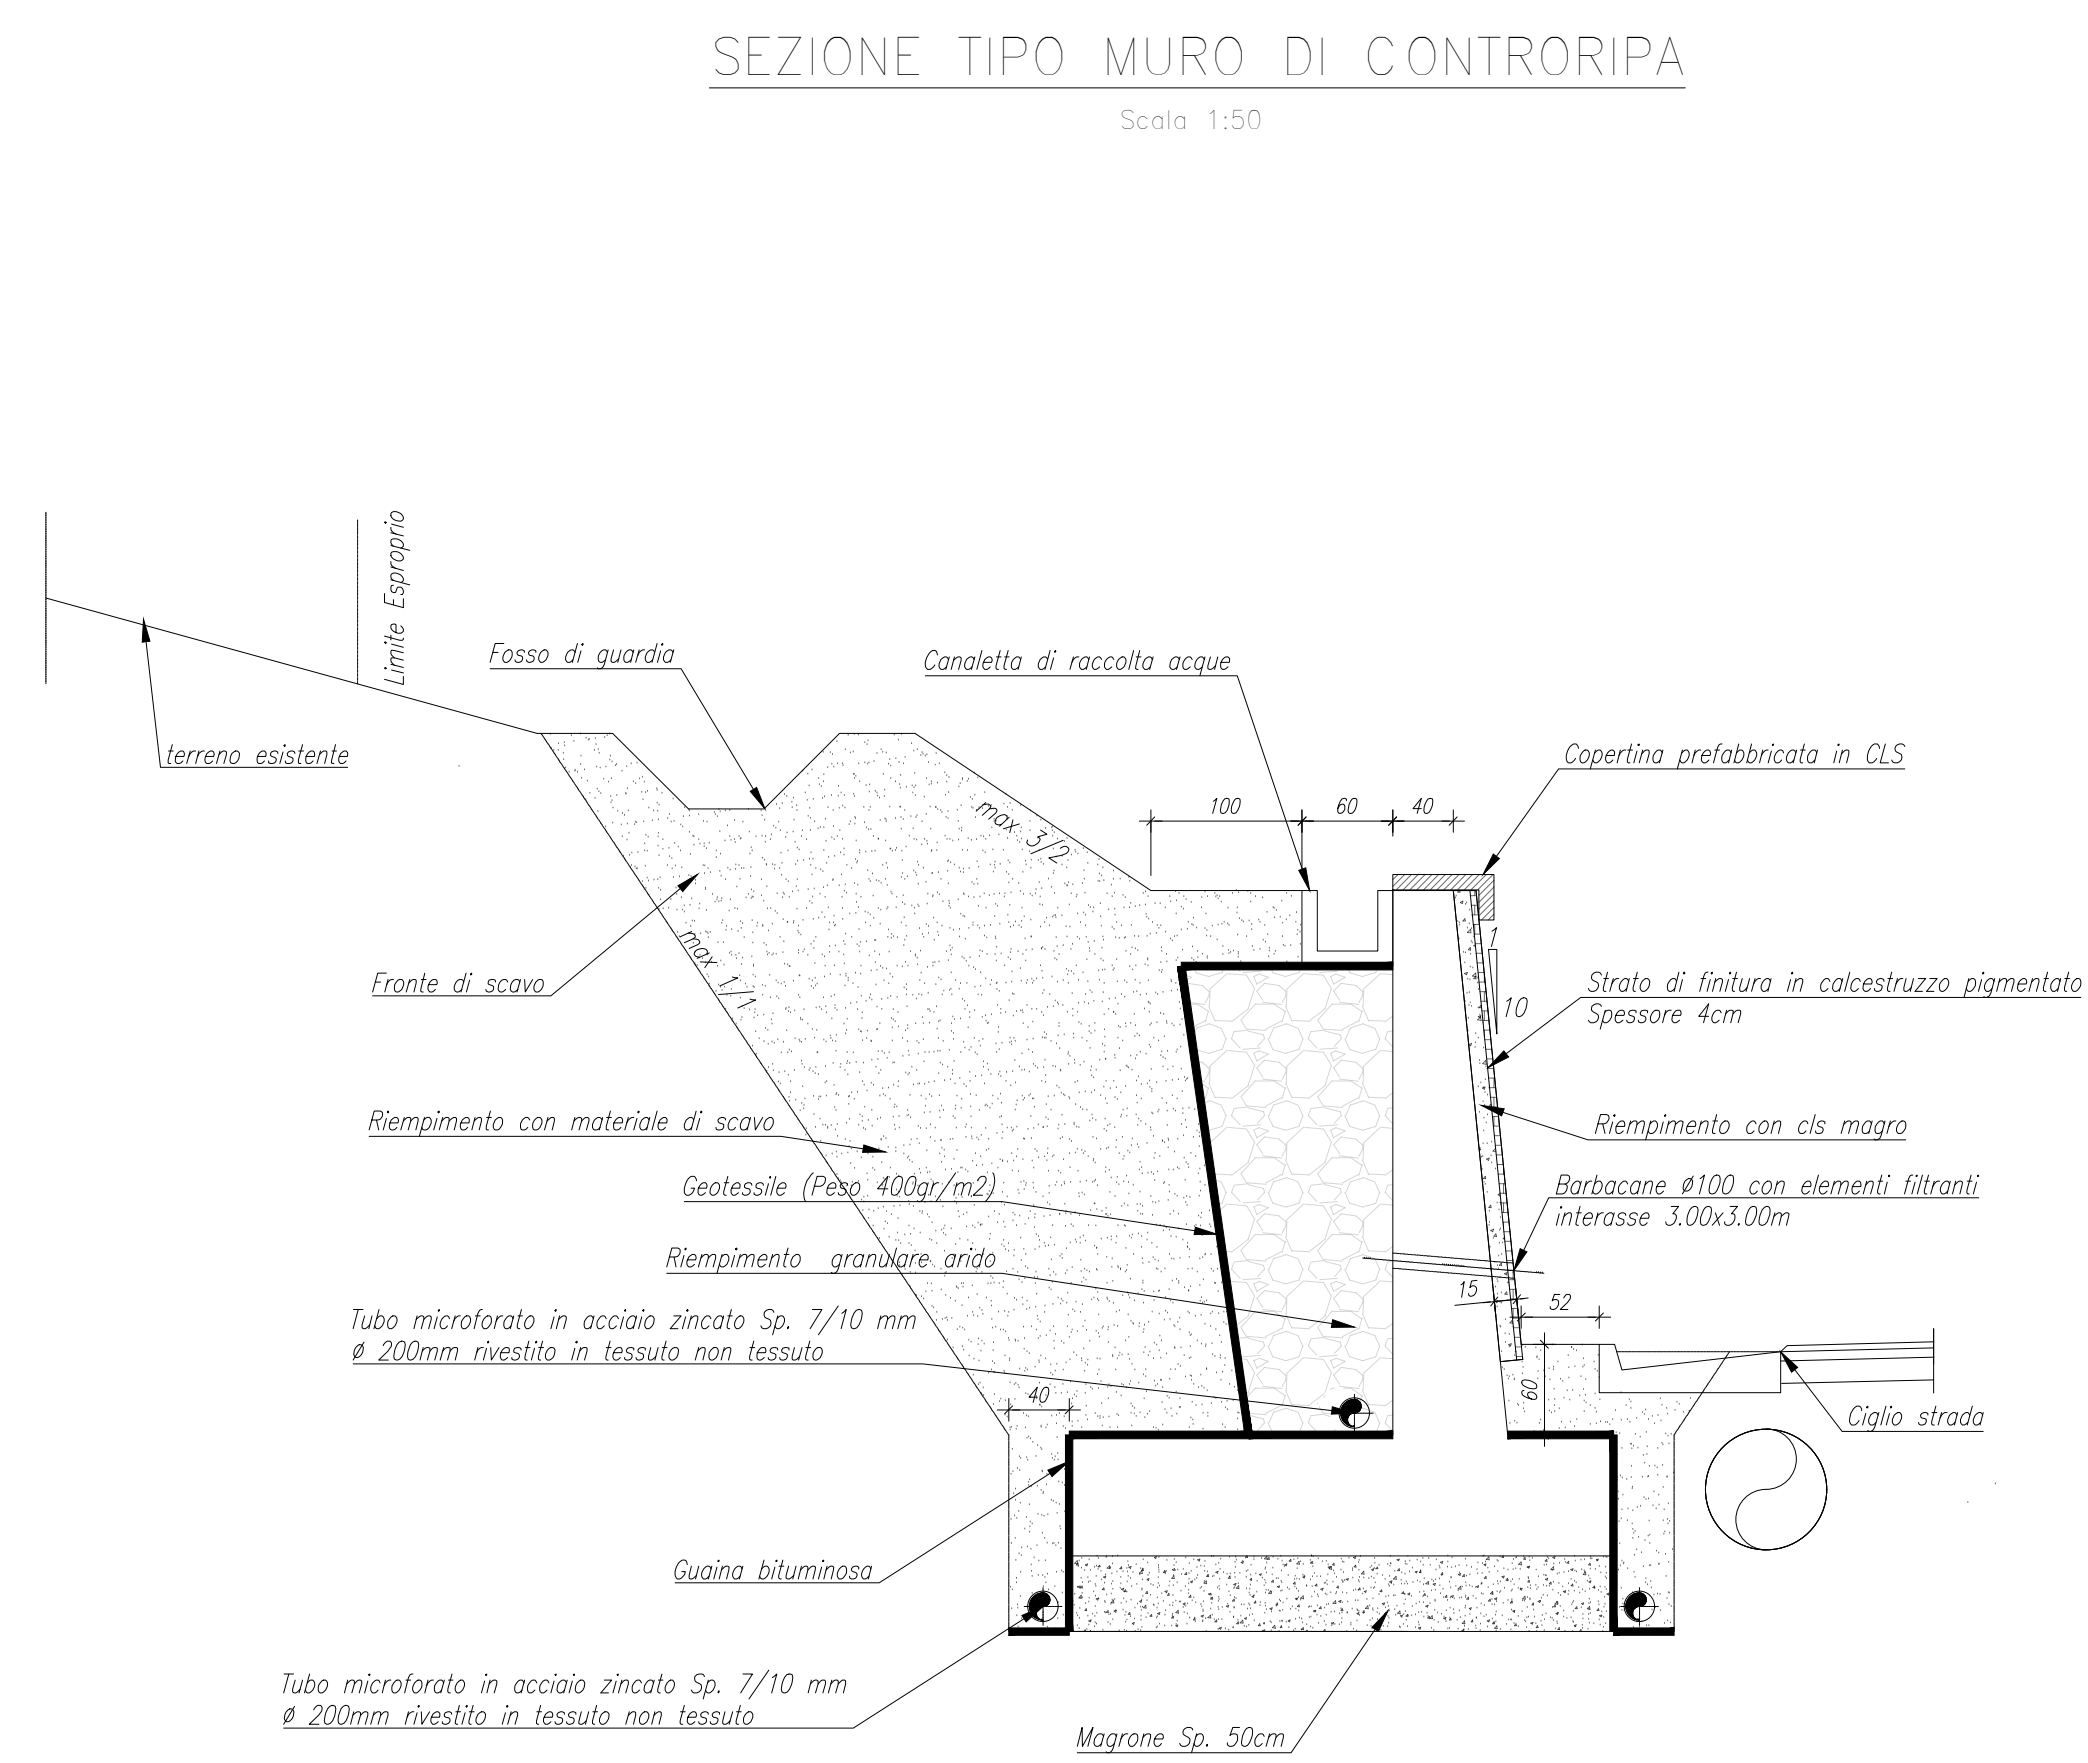 SEZIONE TIPO MURO DI CONTRORIPA
Scala 1:50
Limite Esproprio
Fosso di guardia
Canaletta di raccolta acque
terreno esistente
Copertina prefabbricata in CLS
100
60
40
max 3/2
max 1/1
1
10
Fronte di scavo
Strato di finitura in calcestruzzo pigmentato
Spessore 4cm
Riempimento con materiale di scavo
Riempimento con cls magro
Geotessile (Peso 400gr/m2)
Barbacane ø100 con elementi filtranti
interasse 3.00x3.00m
Riempimento granulare arido
15
52
Tubo microforato in acciaio zincato Sp. 7/10 mm
ø 200mm rivestito in tessuto non tessuto
40
60
Ciglio strada
Guaina bituminosa
Tubo microforato in acciaio zincato Sp. 7/10 mm
ø 200mm rivestito in tessuto non tessuto
Magrone Sp. 50cm